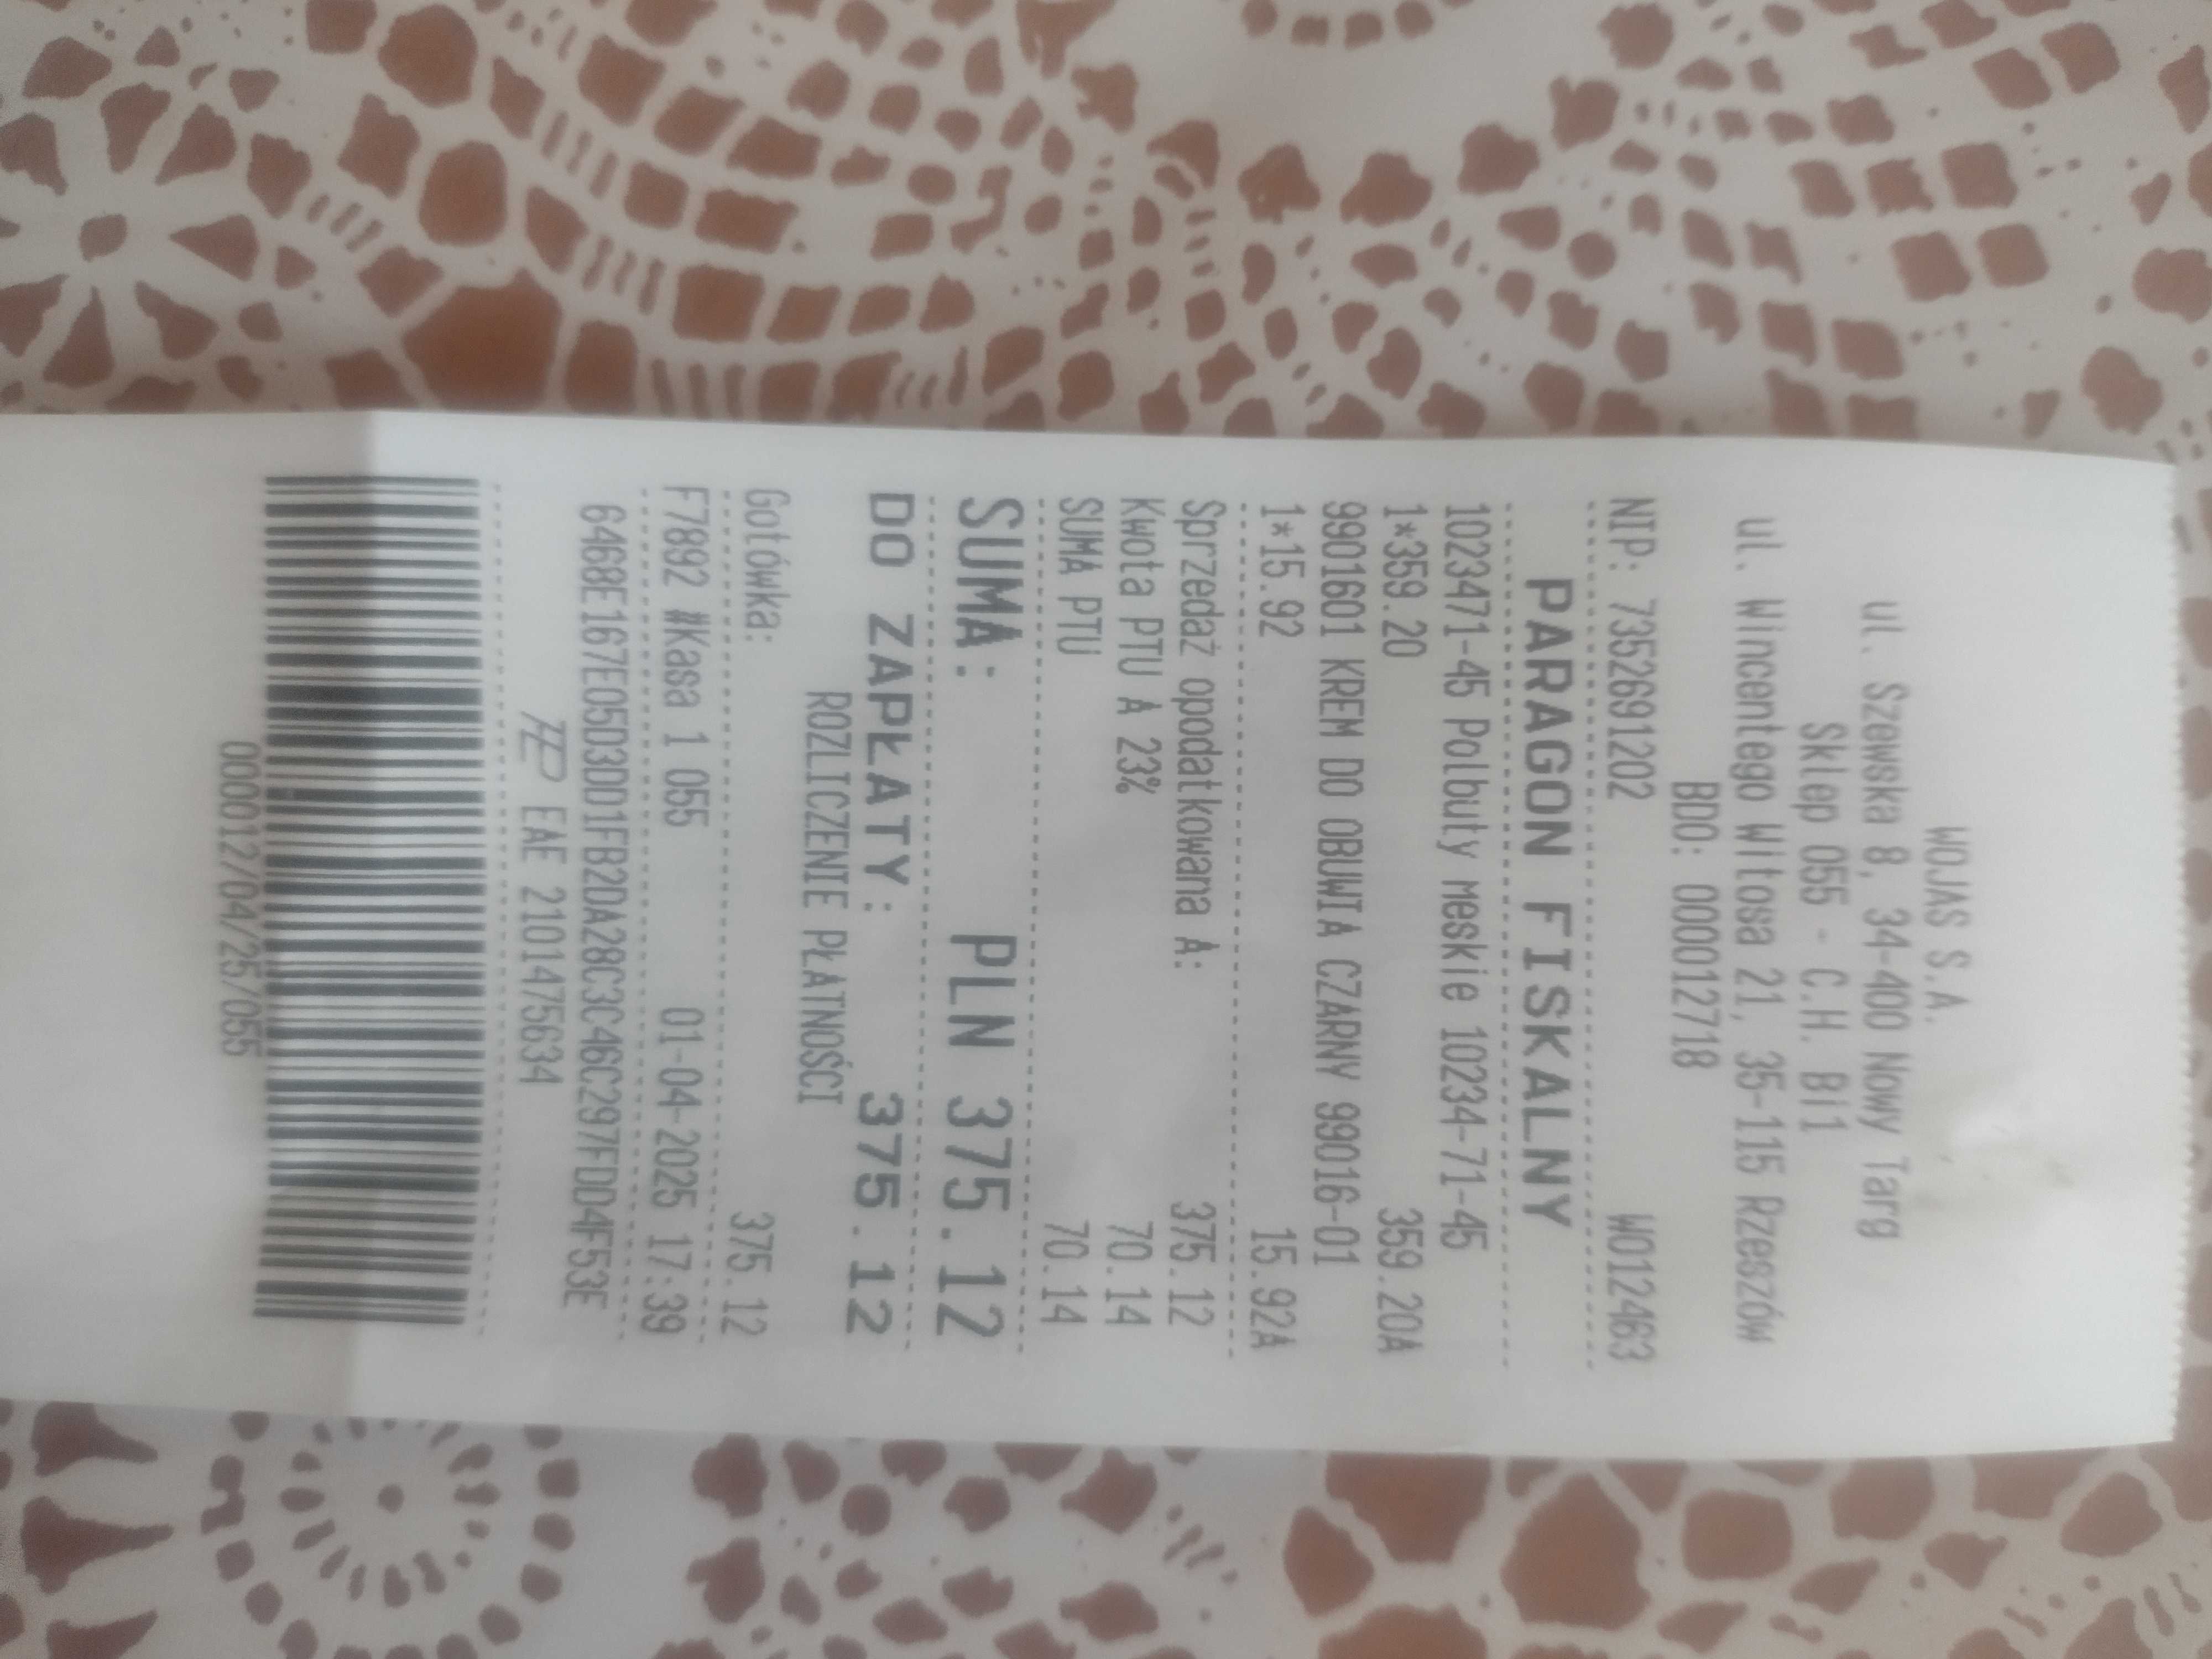 WOJAS S.A.
ul. Szewska 8, 34-400 Nowy Targ
Sklep 055 - C.H. Bi1
ul. Wincentego Witosa 21, 35-115 Rzeszów
BDO: 000012718
NIP: 7352691202 W0124463
PARAGON FISKALNY
1023471-45 Polbuty meskie 10234-71-45
1*359.20 359.20A
9901601 KREM DO OBUWIA CZARNY 99016-01
1*15.92 15.92A
Sprzedaż opodatkowana A: 375.12
Kwota PTU A 23% 70.14
SUMA PTU 70.14
SUMA: PLN 375.12
DO ZAPŁATY: 375.12
ROZLICZENIE PŁATNOŚCI
Gotówka: 375.12
F7892 #Kasa 1 055 01-04-2025 17:39
6468E167E05D3DD1FB2DA28C3C46C297FDD4F53E
EAE 2101475634
000012/04/25/055